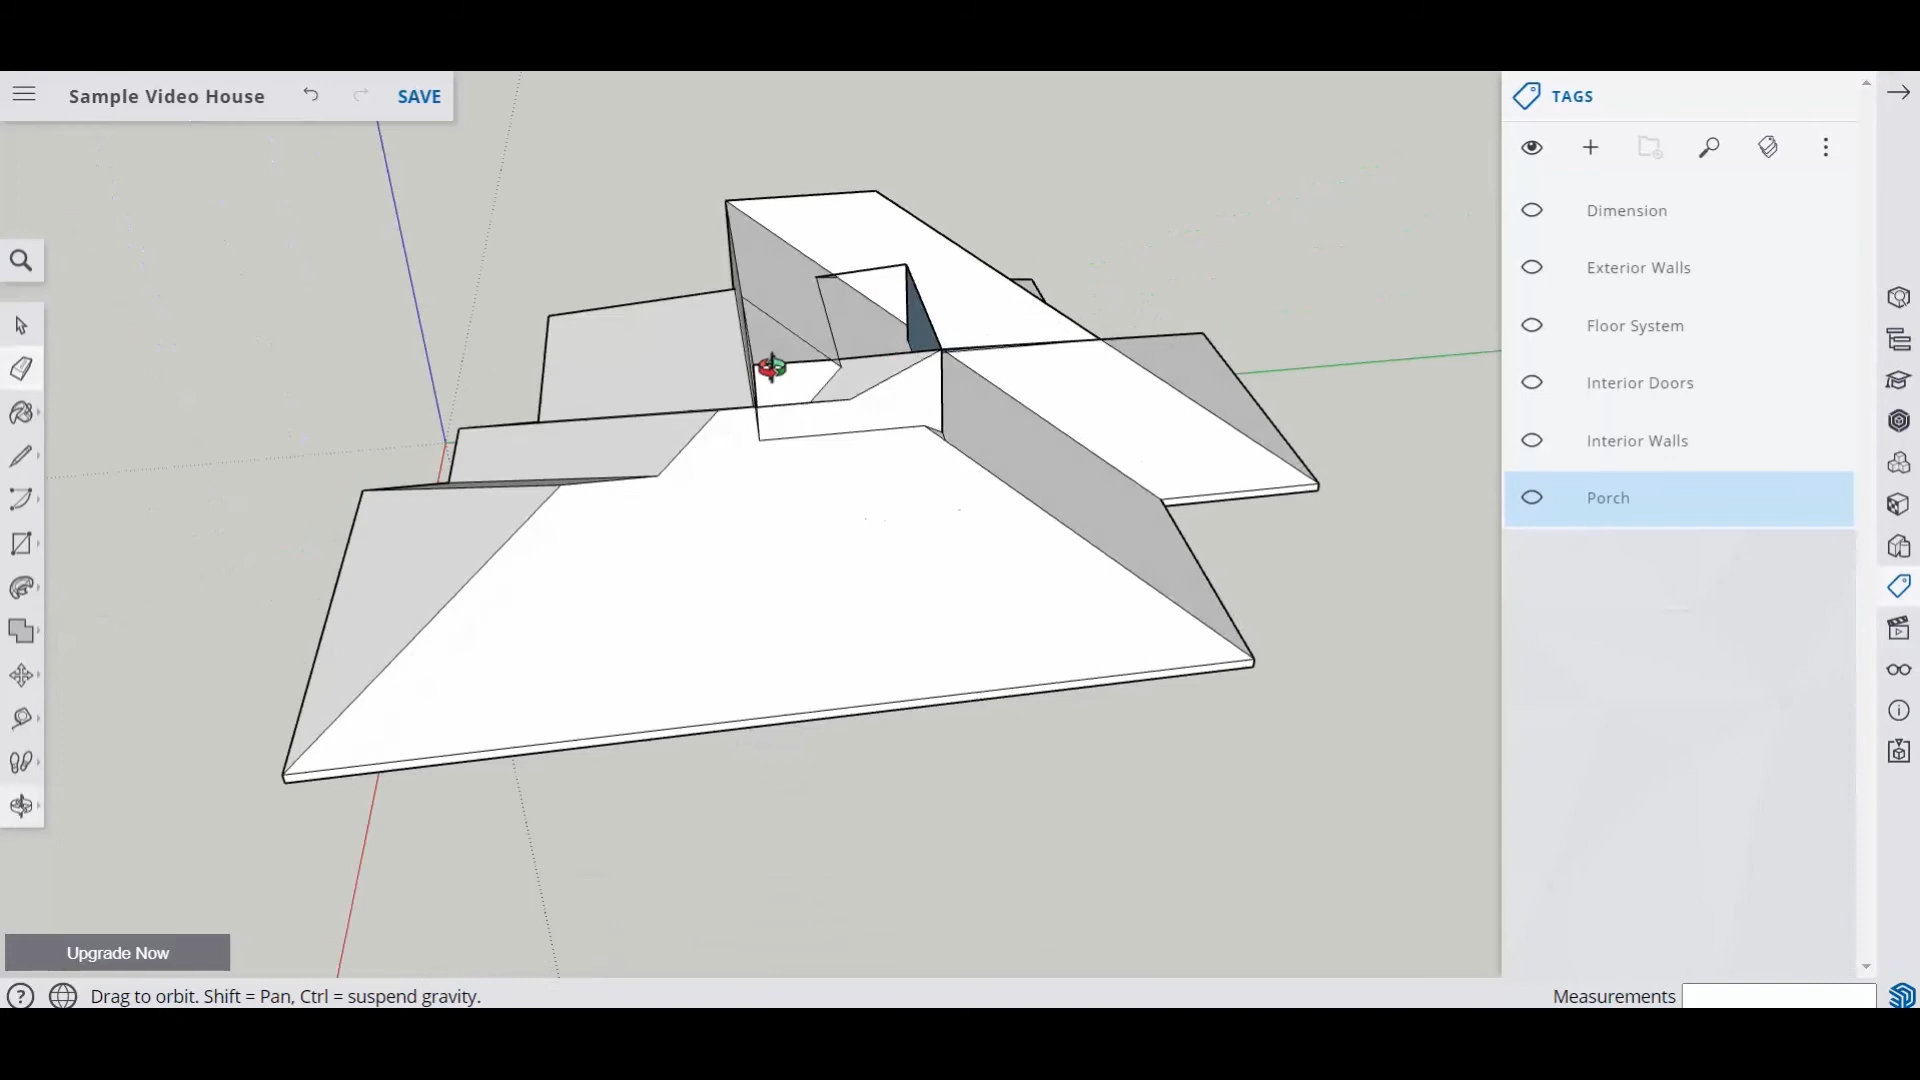 Sample Video House
SAVE
TAGS
Dimension
Exterior Walls
Floor System
Interior Doors
Interior Walls
Porch
Upgrade Now
Drag to orbit. Shift = Pan, Ctrl = suspend gravity.
Measurements